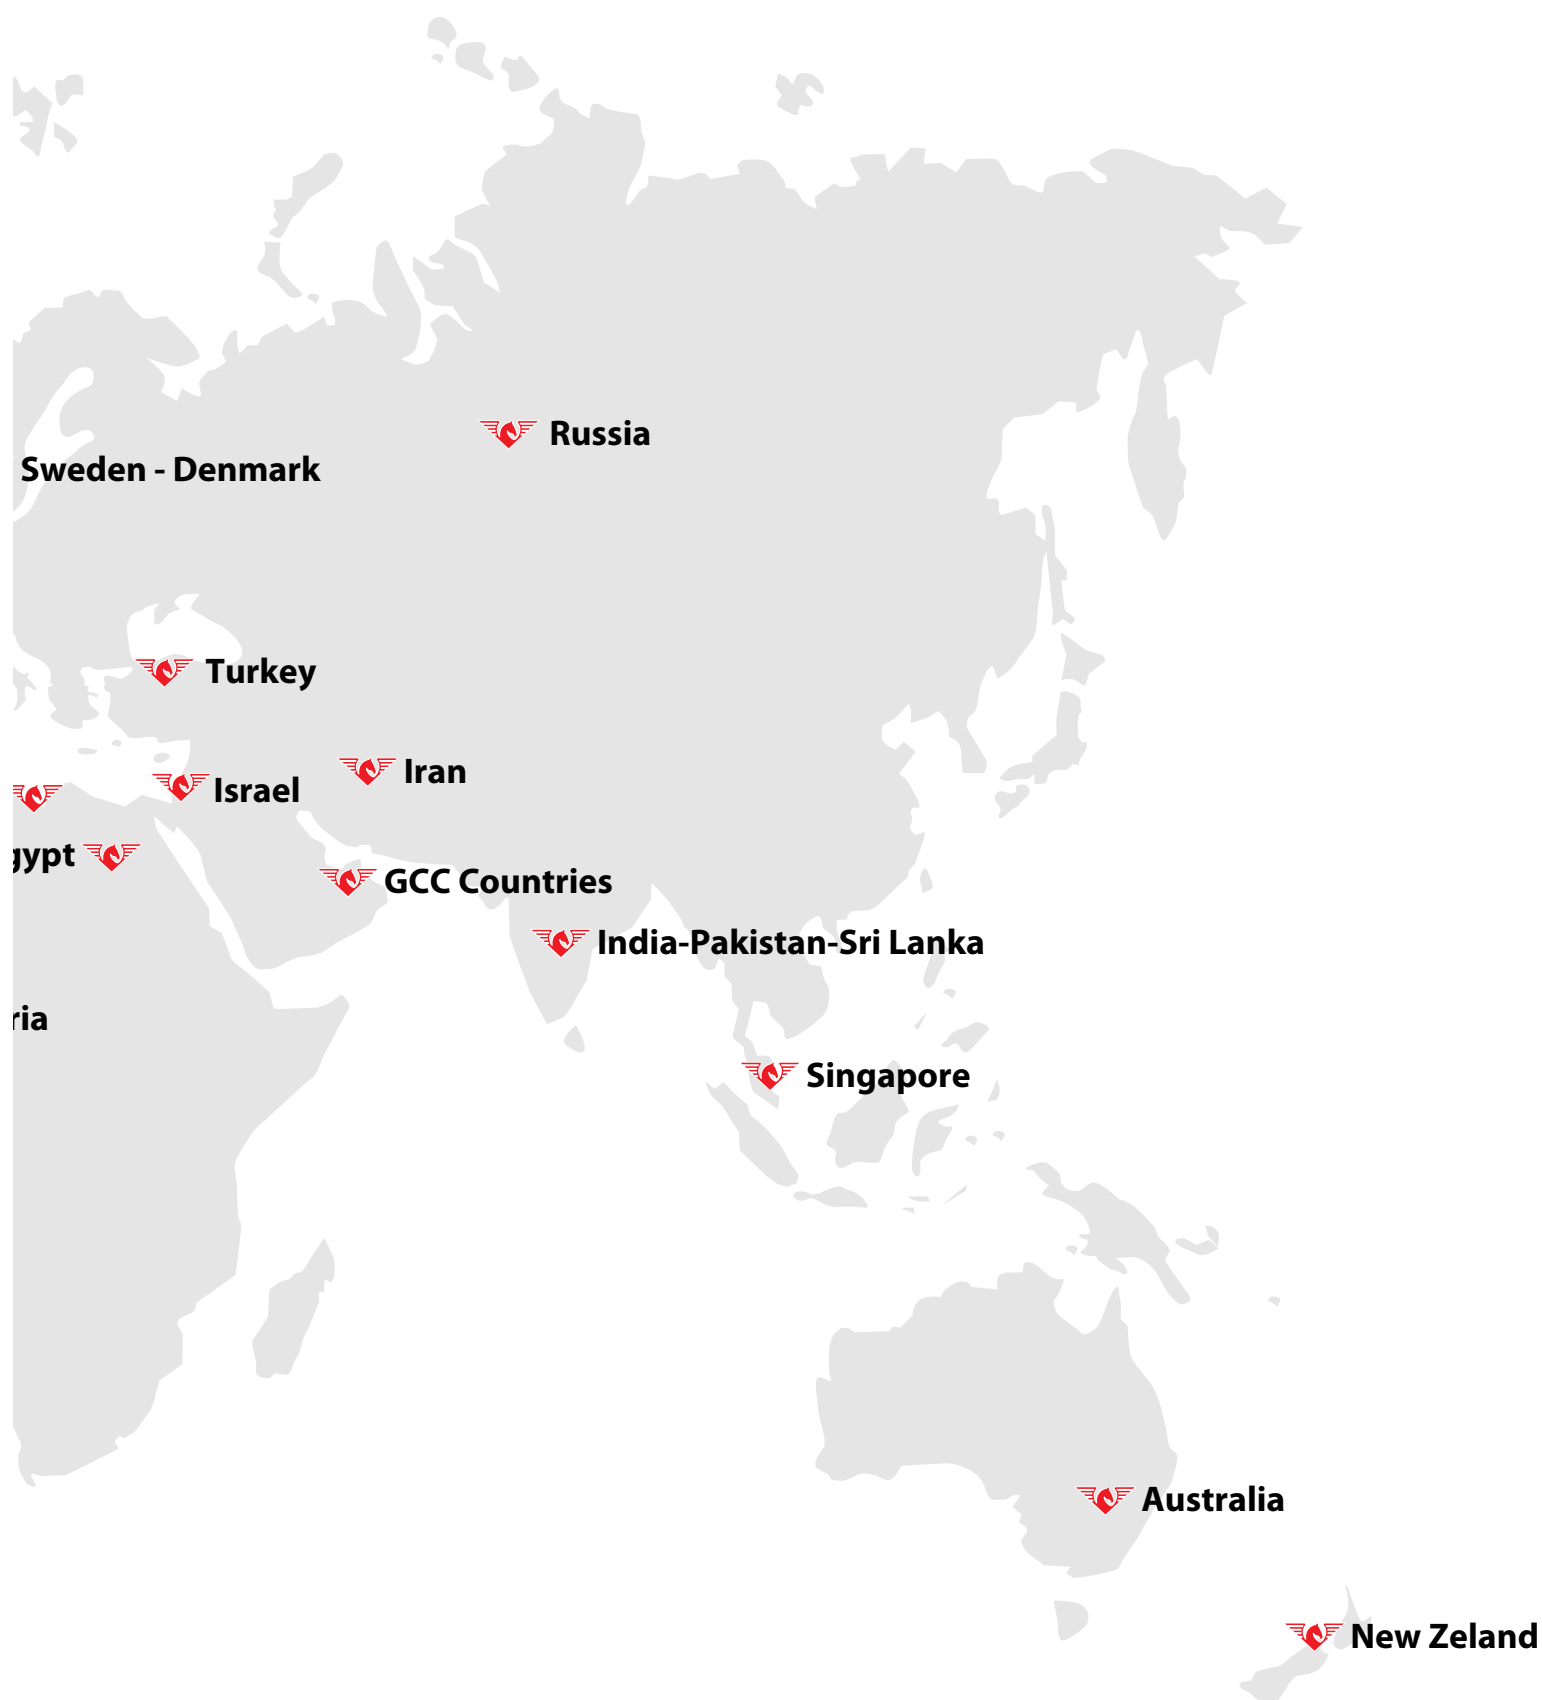 Russia
Sweden - Denmark
Turkey
Iran
Israel
gypt
GCC Countries
India-Pakistan-Sri Lanka
ria
Singapore
Australia
New Zeland